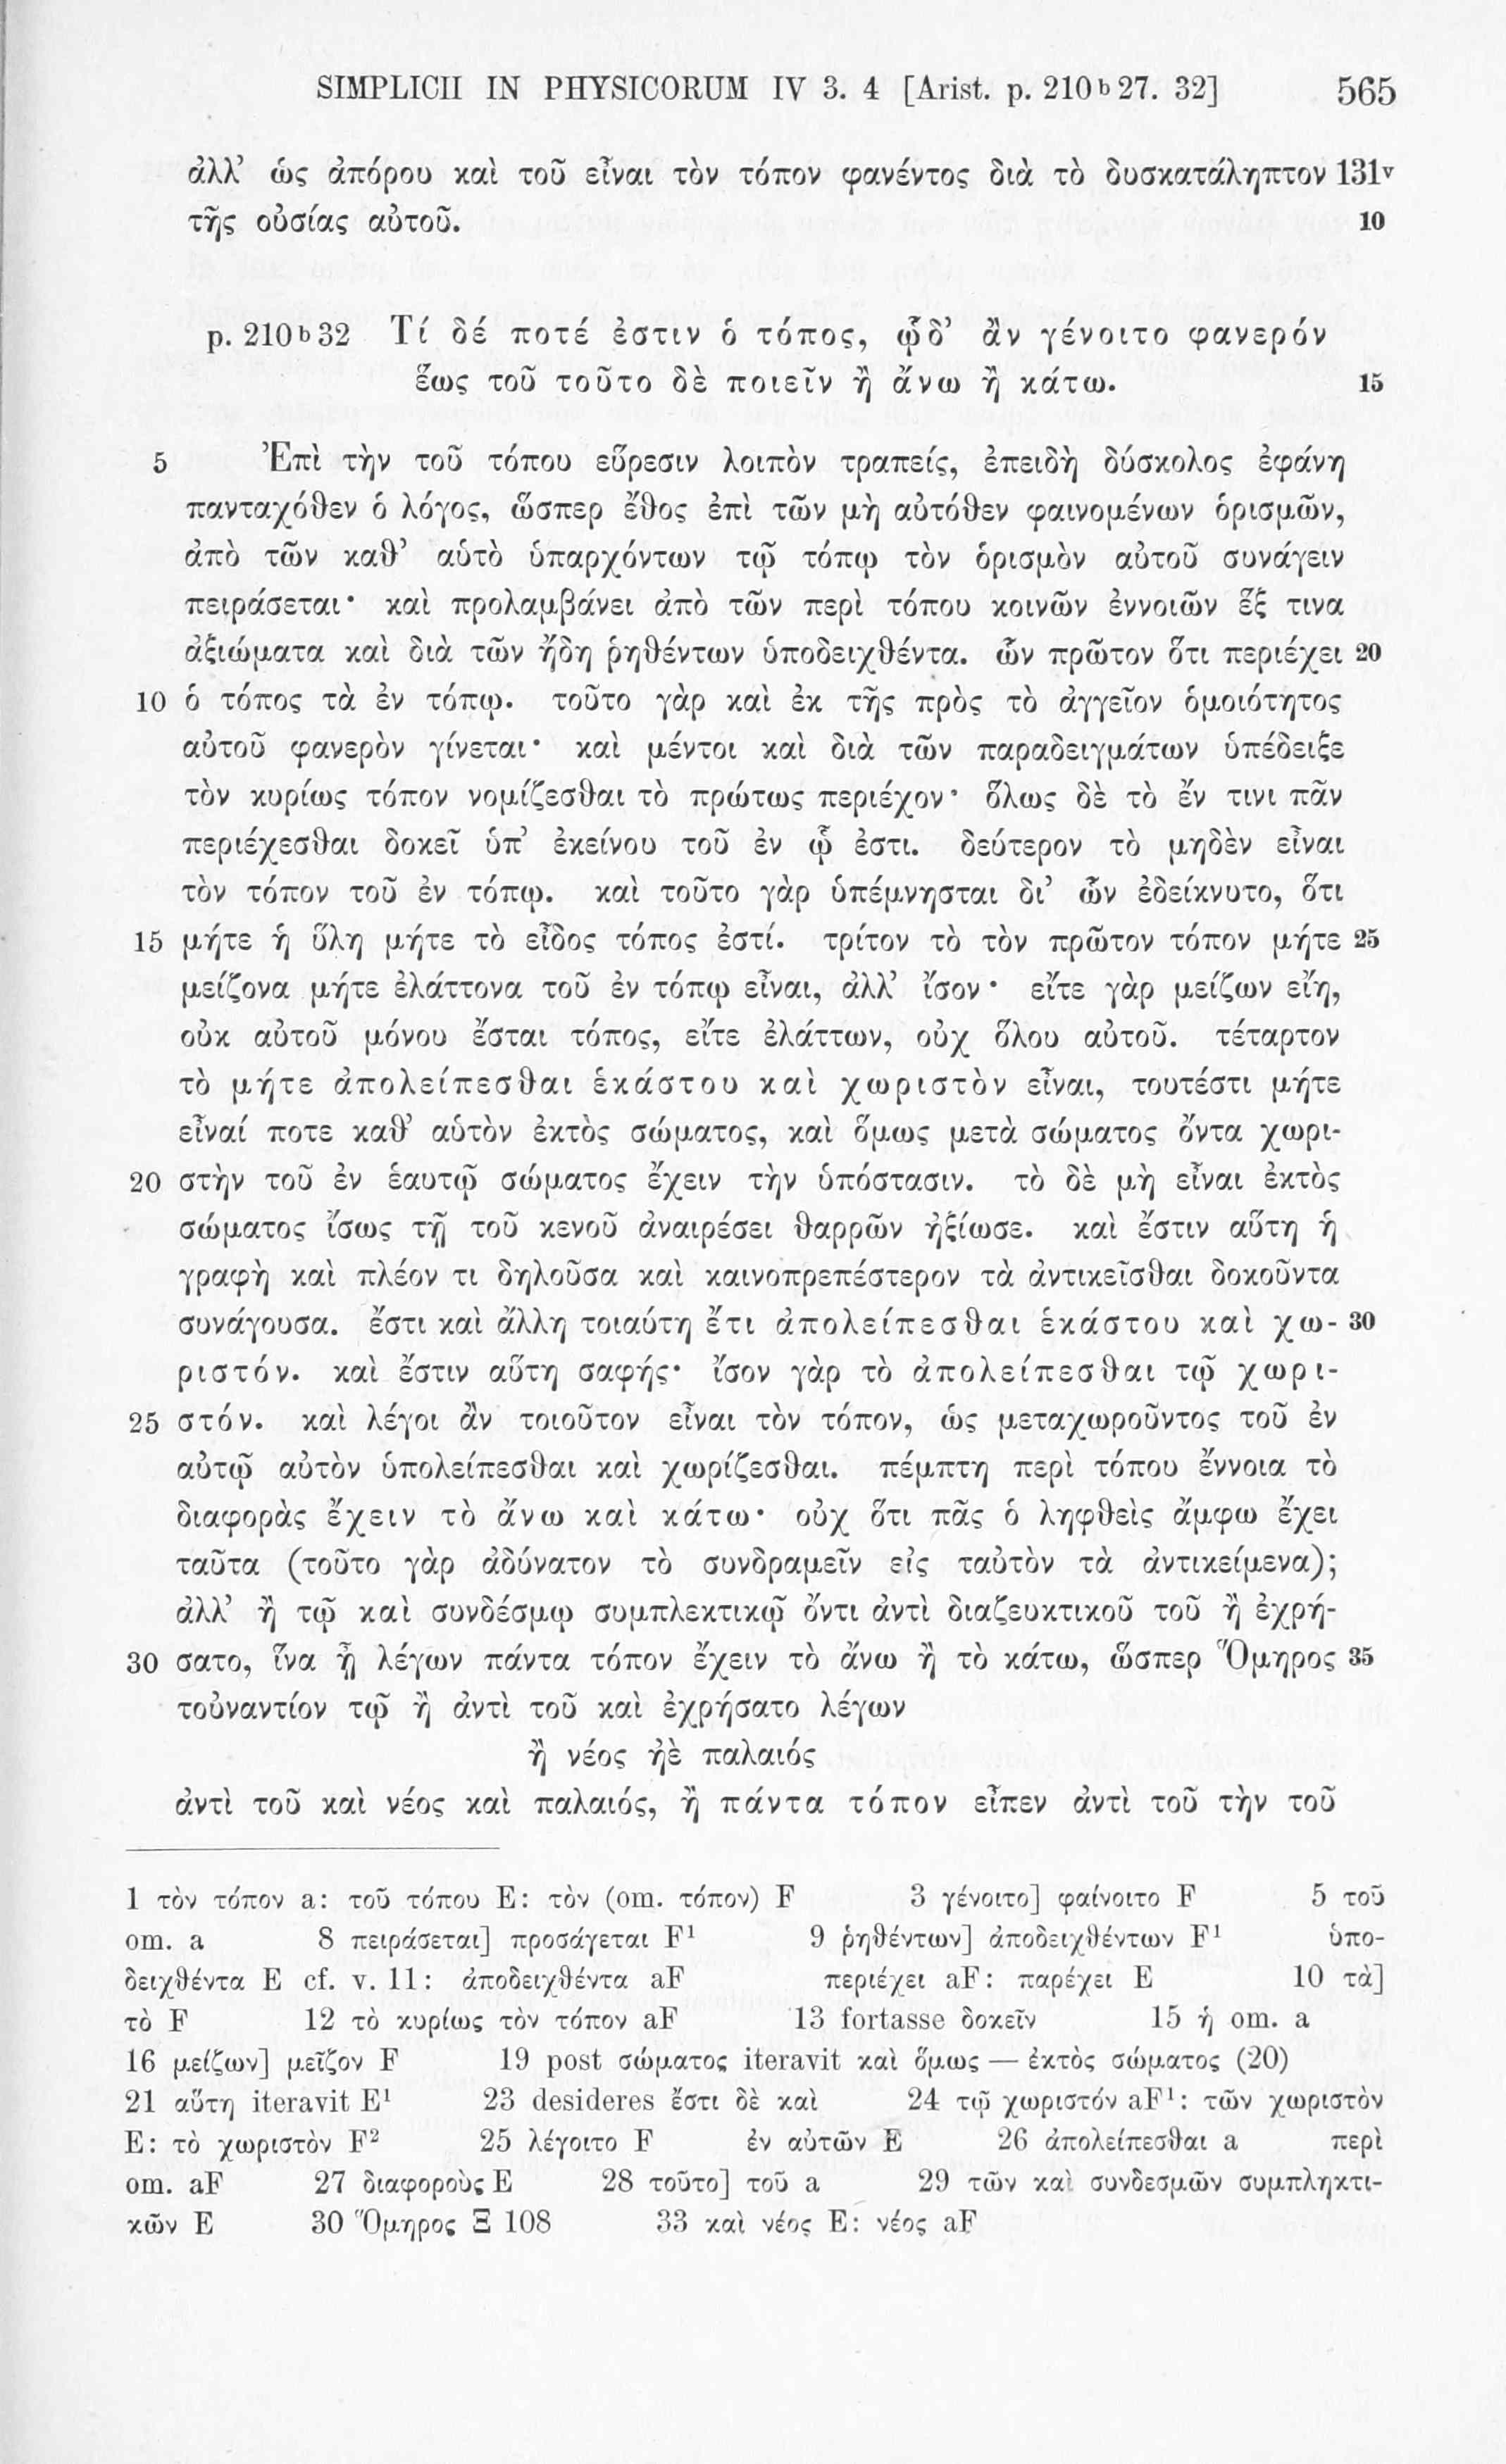 SIMPLICII IN PHYSICORUM IV 3. 4 [Arist. p. 210ᵇ27. 32] 565
ἀλλ’ ὡς ἀπόρου καὶ τοῦ εἶναι τὸν τόπον φανέντος διὰ τὸ δυσκατάληπτον 131ᵛ
τῆς οὐσίας αὐτοῦ. 10
p. 210ᵇ32 Τί δέ ποτέ ἐστιν ὁ τόπος, ᾧδ’ ἂν γένοιτο φανερόν
ἕως τοῦ τοῦτο δὲ ποιεῖν ἢ ἄνω ἢ κάτω. 15
5 Ἐπὶ τὴν τοῦ τόπου εὕρεσιν λοιπὸν τραπείς, ἐπειδὴ δύσκολος ἐφάνη
πανταχόθεν ὁ λόγος, ὥσπερ ἔθος ἐπὶ τῶν μὴ αὐτόθεν φαινομένων ὁρισμῶν,
ἀπὸ τῶν καθ’ αὑτὸ ὑπαρχόντων τῷ τόπῳ τὸν ὁρισμὸν αὐτοῦ συνάγειν
πειράσεται· καὶ προλαμβάνει ἀπὸ τῶν περὶ τόπου κοινῶν ἐννοιῶν ἕξ τινα
ἀξιώματα καὶ διὰ τῶν ἤδη ῥηθέντων ὑποδειχθέντα. ὧν πρῶτον ὅτι περιέχει 20
10 ὁ τόπος τὰ ἐν τόπῳ. τοῦτο γὰρ καὶ ἐκ τῆς πρὸς τὸ ἀγγεῖον ὁμοιότητος
αὐτοῦ φανερὸν γίνεται· καὶ μέντοι καὶ διὰ τῶν παραδειγμάτων ὑπέδειξε
τὸν κυρίως τόπον νομίζεσθαι τὸ πρώτως περιέχον· ὅλως δὲ τὸ ἔν τινι πᾶν
περιέχεσθαι δοκεῖ ὑπ’ ἐκείνου τοῦ ἐν ᾧ ἐστι. δεύτερον τὸ μηδὲν εἶναι
τὸν τόπον τοῦ ἐν τόπῳ. καὶ τοῦτο γὰρ ὑπέμνησται δι’ ὧν ἐδείκνυτο, ὅτι
15 μήτε ἡ ὕλη μήτε τὸ εἶδος τόπος ἐστί. τρίτον τὸ τὸν πρῶτον τόπον μήτε 25
μείζονα μήτε ἐλάττονα τοῦ ἐν τόπῳ εἶναι, ἀλλ’ ἴσον· εἴτε γὰρ μείζων εἴη,
οὐκ αὐτοῦ μόνου ἔσται τόπος, εἴτε ἐλάττων, οὐχ ὅλου αὐτοῦ. τέταρτον
τὸ μήτε ἀπολείπεσθαι ἑκάστου καὶ χωριστὸν εἶναι, τουτέστι μήτε
εἶναί ποτε καθ’ αὑτὸν ἐκτὸς σώματος, καὶ ὅμως μετὰ σώματος ὄντα χωρι-
20 στὴν τοῦ ἐν ἑαυτῷ σώματος ἔχειν τὴν ὑπόστασιν. τὸ δὲ μὴ εἶναι ἐκτὸς
σώματος ἴσως τῇ τοῦ κενοῦ ἀναιρέσει θαρρῶν ἠξίωσε. καὶ ἔστιν αὕτη ἡ
γραφὴ καὶ πλέον τι δηλοῦσα καὶ καινοπρεπέστερον τὰ ἀντικεῖσθαι δοκοῦντα
συνάγουσα. ἔστι καὶ ἄλλη τοιαύτη ἔτι ἀπολείπεσθαι ἑκάστου καὶ χω- 30
ριστόν. καὶ ἔστιν αὕτη σαφής· ἴσον γὰρ τὸ ἀπολείπεσθαι τῷ χωρι-
25 στόν. καὶ λέγοι ἂν τοιοῦτον εἶναι τὸν τόπον, ὡς μεταχωροῦντος τοῦ ἐν
αὐτῷ αὐτὸν ὑπολείπεσθαι καὶ χωρίζεσθαι. πέμπτη περὶ τόπου ἔννοια τὸ
διαφορὰς ἔχειν τὸ ἄνω καὶ κάτω· οὐχ ὅτι πᾶς ὁ ληφθεὶς ἄμφω ἔχει
ταῦτα (τοῦτο γὰρ ἀδύνατον τὸ συνδραμεῖν εἰς ταὐτὸν τὰ ἀντικείμενα);
ἀλλ’ ἢ τῷ καὶ συνδέσμῳ συμπλεκτικῷ ὄντι ἀντὶ διαζευκτικοῦ τοῦ ἢ ἐχρή-
30 σατο, ἵνα ᾖ λέγων πάντα τόπον ἔχειν τὸ ἄνω ἢ τὸ κάτω, ὥσπερ Ὅμηρος 35
τοὐναντίον τῷ ἢ ἀντὶ τοῦ καὶ ἐχρήσατο λέγων
ἢ νέος ἠὲ παλαιός
ἀντὶ τοῦ καὶ νέος καὶ παλαιός, ἢ πάντα τόπον εἶπεν ἀντὶ τοῦ τὴν τοῦ
1 τὸν τόπον a: τοῦ τόπου E: τὸν (om. τόπον) F 3 γένοιτο] φαίνοιτο F 5 τοῦ
om. a 8 πειράσεται] προσάγεται F¹ 9 ῥηθέντων] ἀποδειχθέντων F¹ ὑπο-
δειχθέντα E cf. v. 11: ἀποδειχθέντα aF περιέχει aF: παρέχει E 10 τὰ]
τὸ F 12 τὸ κυρίως τὸν τόπον aF 13 fortasse δοκεῖν 15 ἡ om. a
16 μείζων] μεῖζον F 19 post σώματος iteravit καὶ ὅμως — ἐκτὸς σώματος (20)
21 αὕτη iteravit E¹ 23 desideres ἔστι δὲ καὶ 24 τῷ χωριστόν aF¹: τῶν χωριστὸν
E: τὸ χωριστὸν F² 25 λέγοιτο F ἐν αὐτῶν E 26 ἀπολείπεσθαι a περὶ
om. aF 27 διαφοροὺς E 28 τοῦτο] τοῦ a 29 τῶν καὶ συνδεσμῶν συμπληκτι-
κῶν E 30 Ὅμηρος Ξ 108 33 καὶ νέος E: νέος aF